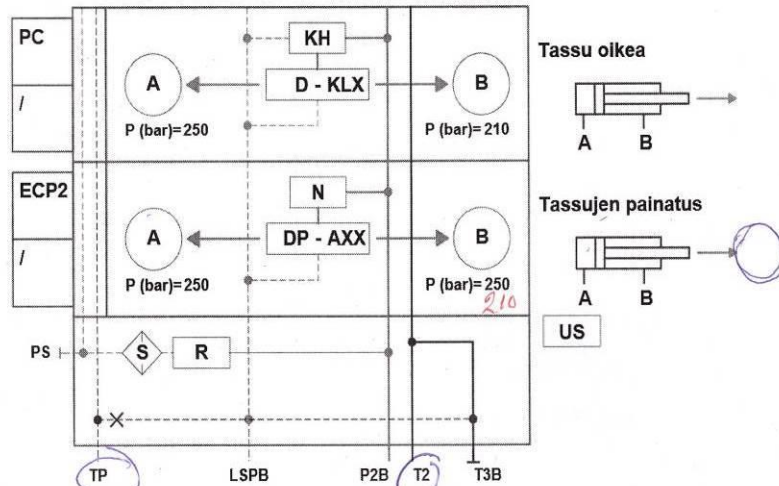 PC
/
KH
A
D - KLX
B
P (bar)= 250
P (bar)= 210
Tassu oikea
A B
ECP2
/
N
A
DP - AXX
B
P (bar)= 250
P (bar)= 250
210
Tassujen painatus
A B
US
PS
S
R
TP LSPB P2B T2 T3B